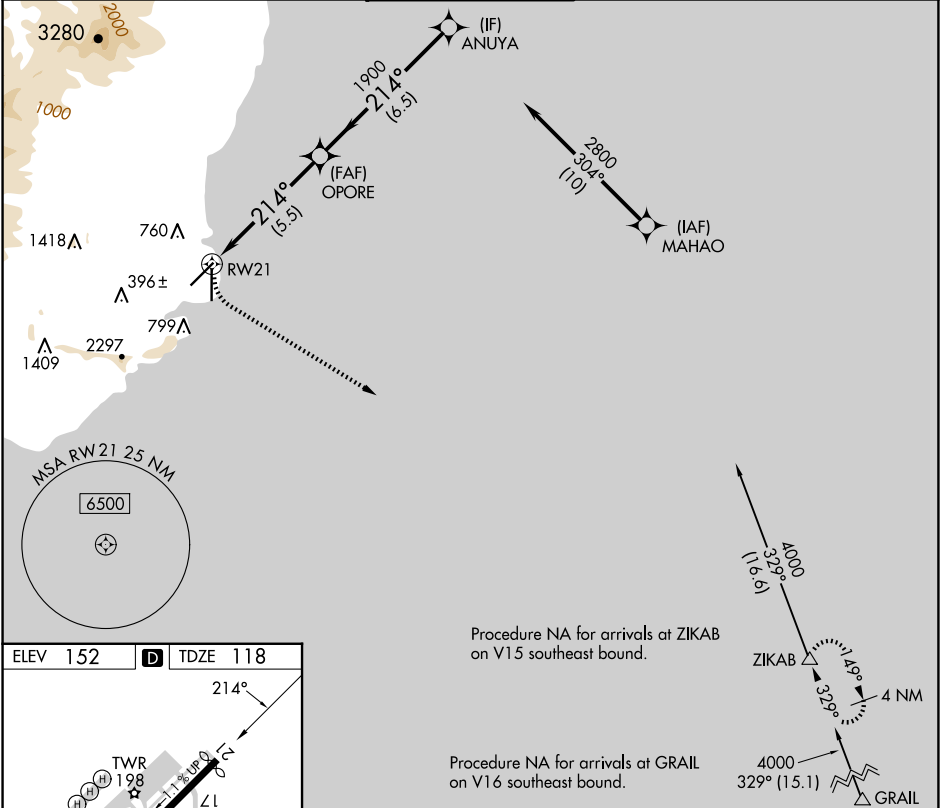 3280
2000
1000
(IF)
ANUYA
1900
214°
(6.5)
(FAF)
OPORE
214°
(5.5)
2800
304°
(10)
(IAF)
MAHAO
1418
760
RW21
396±
799
2297
1409
MSA RW21 25 NM
6500
4000
329°
(16.6)
Procedure NA for arrivals at ZIKAB
on V15 southeast bound.
ZIKAB
149°
329°
4 NM
Procedure NA for arrivals at GRAIL
on V16 southeast bound.
4000
329° (15.1)
GRAIL
ELEV 152 D TDZE 118
214°
TWR
198
1.1% UP
21
17
H
H
H